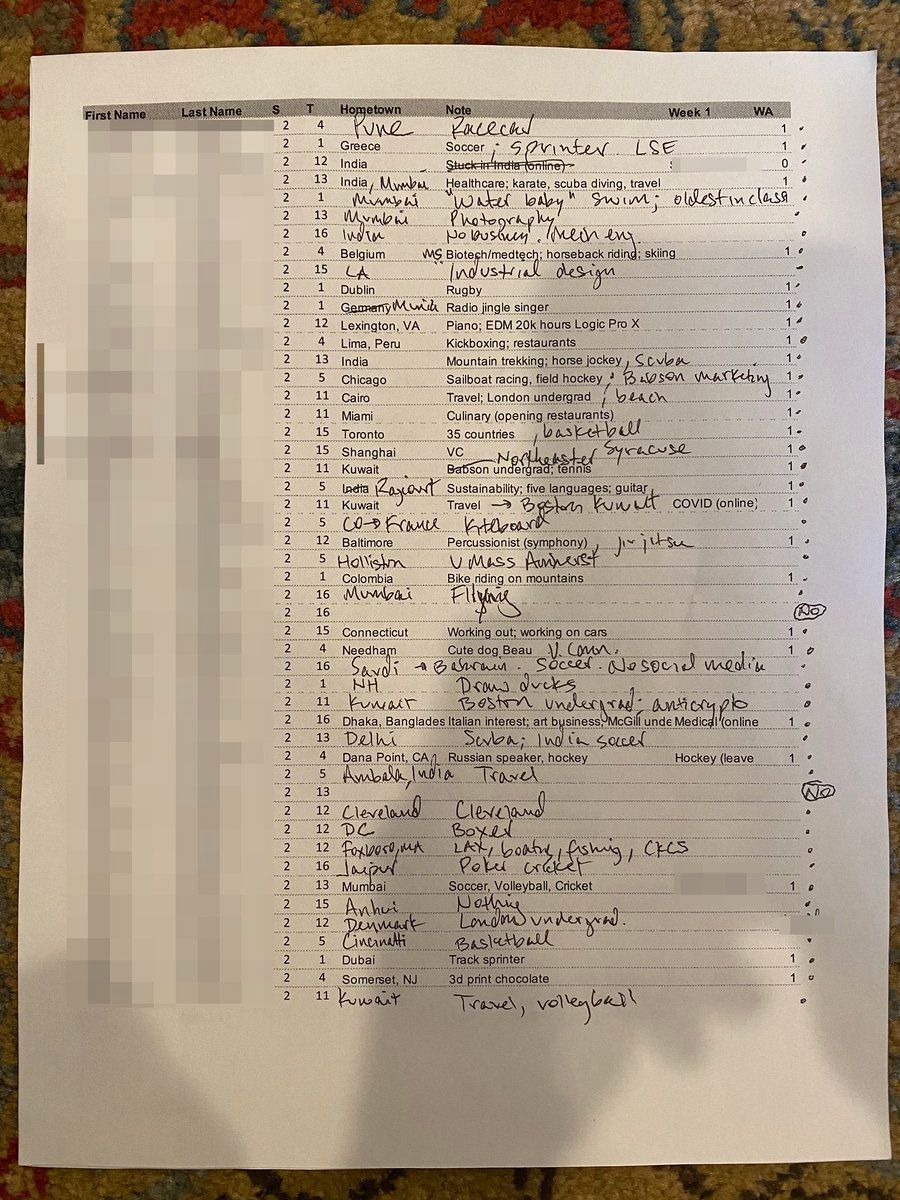 First Name Last Name S T Hometown Note Week 1 WA
2 4 Pune Racecar 1
2 1 Greece Soccer; sprinter LSE 1
2 12 India Stuck in India (online) 0
2 13 India, Mumbai Healthcare; karate, scuba diving, travel 1
2 1 Mumbai "Water baby" swim; oldest in class 1
2 13 Mumbai Photography
2 16 India No business. Mech eng.
2 4 Belgium MS Biotech/medtech; horseback riding; skiing 1
2 15 LA Industrial design
2 1 Dublin Rugby 1
2 1 Germany Munich Radio jingle singer 1
2 12 Lexington, VA Piano; EDM 20k hours Logic Pro X 1
2 4 Lima, Peru Kickboxing; restaurants 1
2 13 India Mountain trekking; horse jockey, scuba 1
2 5 Chicago Sailboat racing, field hockey; Babson marketing 1
2 11 Cairo Travel; London undergrad; beach 1
2 11 Miami Culinary (opening restaurants) 1
2 15 Toronto 35 countries, basketball 1
2 15 Shanghai VC Syracuse 1
2 11 Kuwait Babson undergrad; tennis Northeaster 1
2 5 India Sustainability; five languages; guitar 1
2 11 Kuwait Travel → Boston Kuwait COVID (online) 1
2 5 CO → France Kiteboard
2 12 Baltimore Percussionist (symphony), jiu jitsu 1
2 5 Holliston U Mass Amherst
2 1 Colombia Bike riding on mountains 1
2 16 Mumbai Flying
2 16 No
2 15 Connecticut Working out; working on cars 1
2 4 Needham Cute dog Beau U Conn. 1
2 16 Saudi → Bahrain. Soccer. No social media
2 1 NH Draw ducks
2 11 Kuwait Boston undergrad; anticrypto
2 16 Dhaka, Banglades Italian interest; art business; McGill unde Medical (online 1
2 13 Delhi Scuba; India soccer
2 4 Dana Point, CA Russian speaker, hockey Hockey (leave 1
2 5 Ambala, India Travel
2 13 No
2 12 Cleveland Cleveland
2 12 DC Boxer
2 12 Foxboro, MA LAX, boating, fishing, CKCS
2 16 Jaipur Poker cricket
2 13 Mumbai Soccer, Volleyball, Cricket 1
2 15 Anhui Nothing
2 12 Denmark London undergrad.
2 5 Cincinatti Basketball
2 1 Dubai Track sprinter 1
2 4 Somerset, NJ 3d print chocolate 1
2 11 Kuwait Travel, volleyball